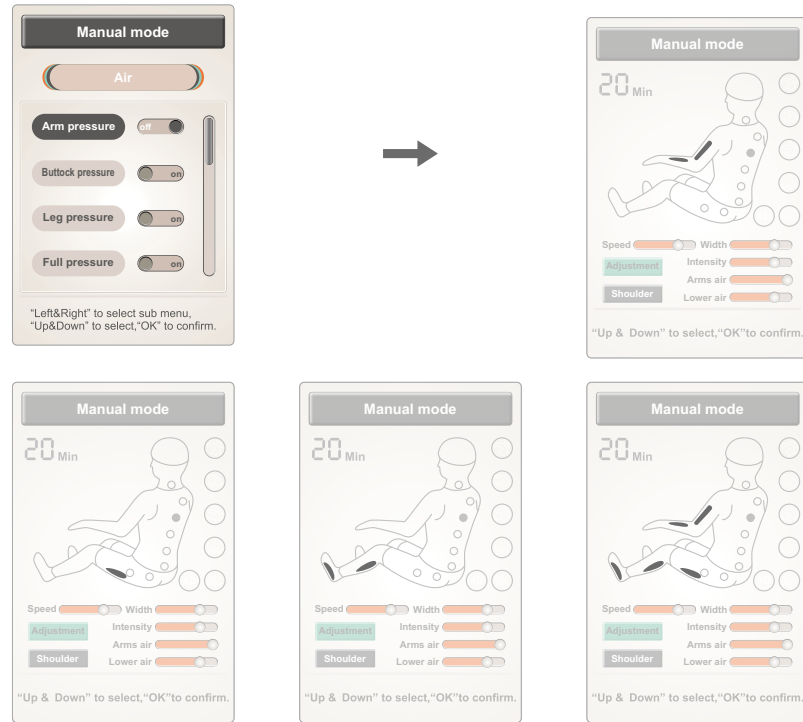 Manual mode
Air
Arm pressure off
Buttock pressure on
Leg pressure on
Full pressure on
“Left&Right” to select sub menu,
“Up&Down” to select,“OK” to confirm.
Manual mode
20 Min
Speed Width
Adjustment Intensity
Arms air
Shoulder Lower air
“Up & Down” to select,“OK”to confirm.
Manual mode
20 Min
Speed Width
Adjustment Intensity
Arms air
Shoulder Lower air
“Up & Down” to select,“OK”to confirm.
Manual mode
20 Min
Speed Width
Adjustment Intensity
Arms air
Shoulder Lower air
“Up & Down” to select,“OK”to confirm.
Manual mode
20 Min
Speed Width
Adjustment Intensity
Arms air
Shoulder Lower air
“Up & Down” to select,“OK”to confirm.